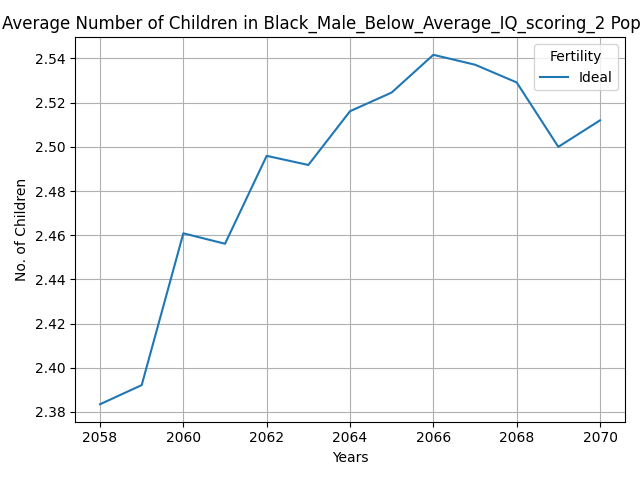 Average Number of Children in Black_Male_Below_Average_IQ_scoring_2 Pop
Fertility
Ideal
2.54
2.52
2.50
2.48
2.46
2.44
2.42
2.40
2.38
No. of Children
2058 2060 2062 2064 2066 2068 2070
Years